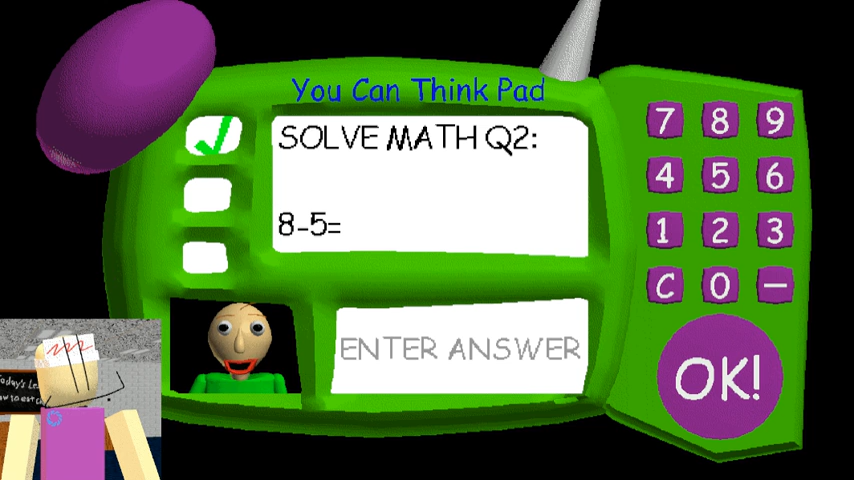 You Can Think Pad
SOLVE MATH Q2:
8-5=
ENTER ANSWER
7 8 9
4 5 6
1 2 3
C 0 -
OK!